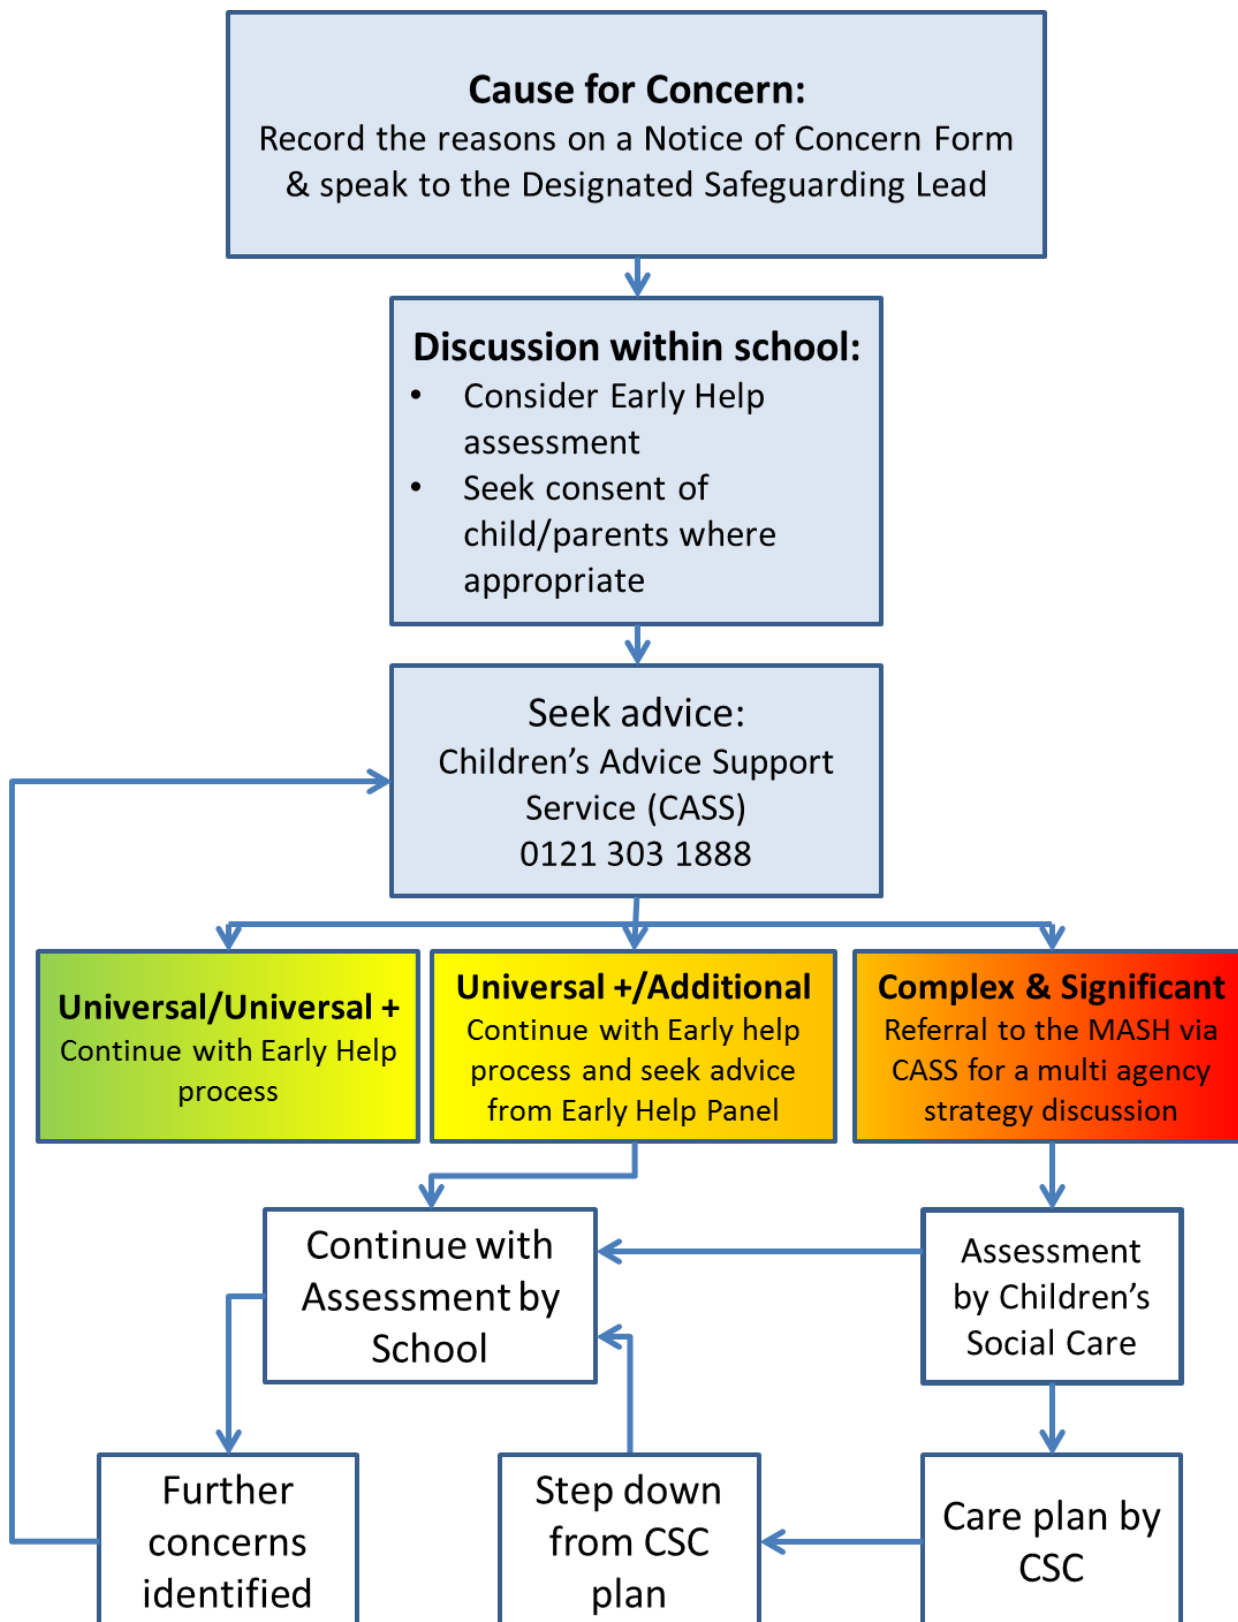 Cause for Concern:
Record the reasons on a Notice of Concern Form
& speak to the Designated Safeguarding Lead
Discussion within school:
• Consider Early Help
assessment
• Seek consent of
child/parents where
appropriate
Seek advice:
Children’s Advice Support
Service (CASS)
0121 303 1888
Universal/Universal +
Continue with Early Help
process
Universal +/Additional
Continue with Early help
process and seek advice
from Early Help Panel
Complex & Significant
Referral to the MASH via
CASS for a multi agency
strategy discussion
Continue with
Assessment by
School
Assessment
by Children’s
Social Care
Further
concerns
identified
Step down
from CSC
plan
Care plan by
CSC